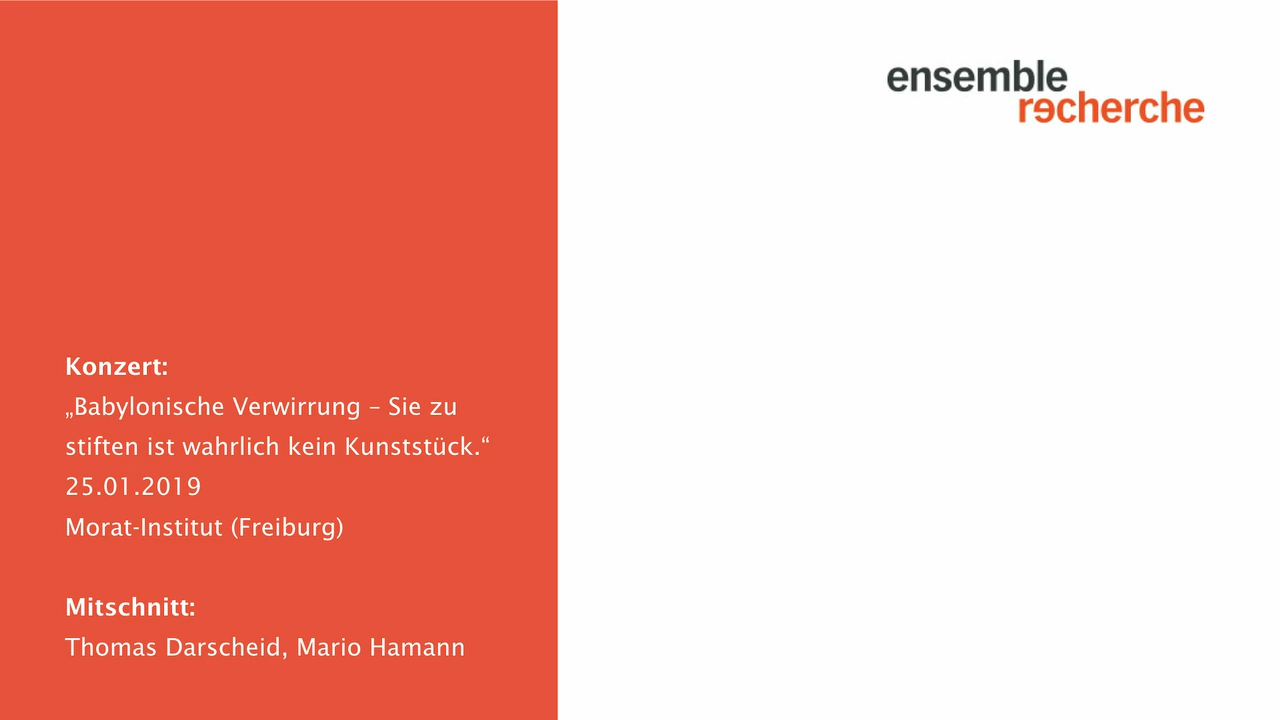 ensemble
recherche
Konzert:
„Babylonische Verwirrung – Sie zu
stiften ist wahrlich kein Kunststück.“
25.01.2019
Morat-Institut (Freiburg)
Mitschnitt:
Thomas Darscheid, Mario Hamann